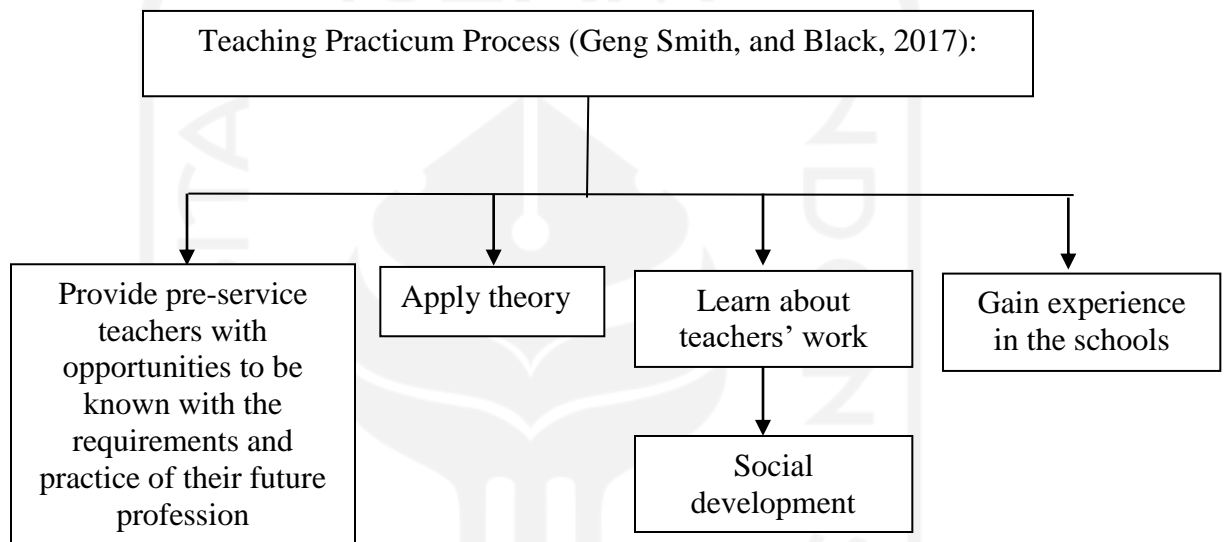 Teaching Practicum Process (Geng Smith, and Black, 2017):
Provide pre-service
teachers with
opportunities to be
known with the
requirements and
practice of their future
profession
Apply theory
Learn about
teachers’ work
Gain experience
in the schools
Social
development